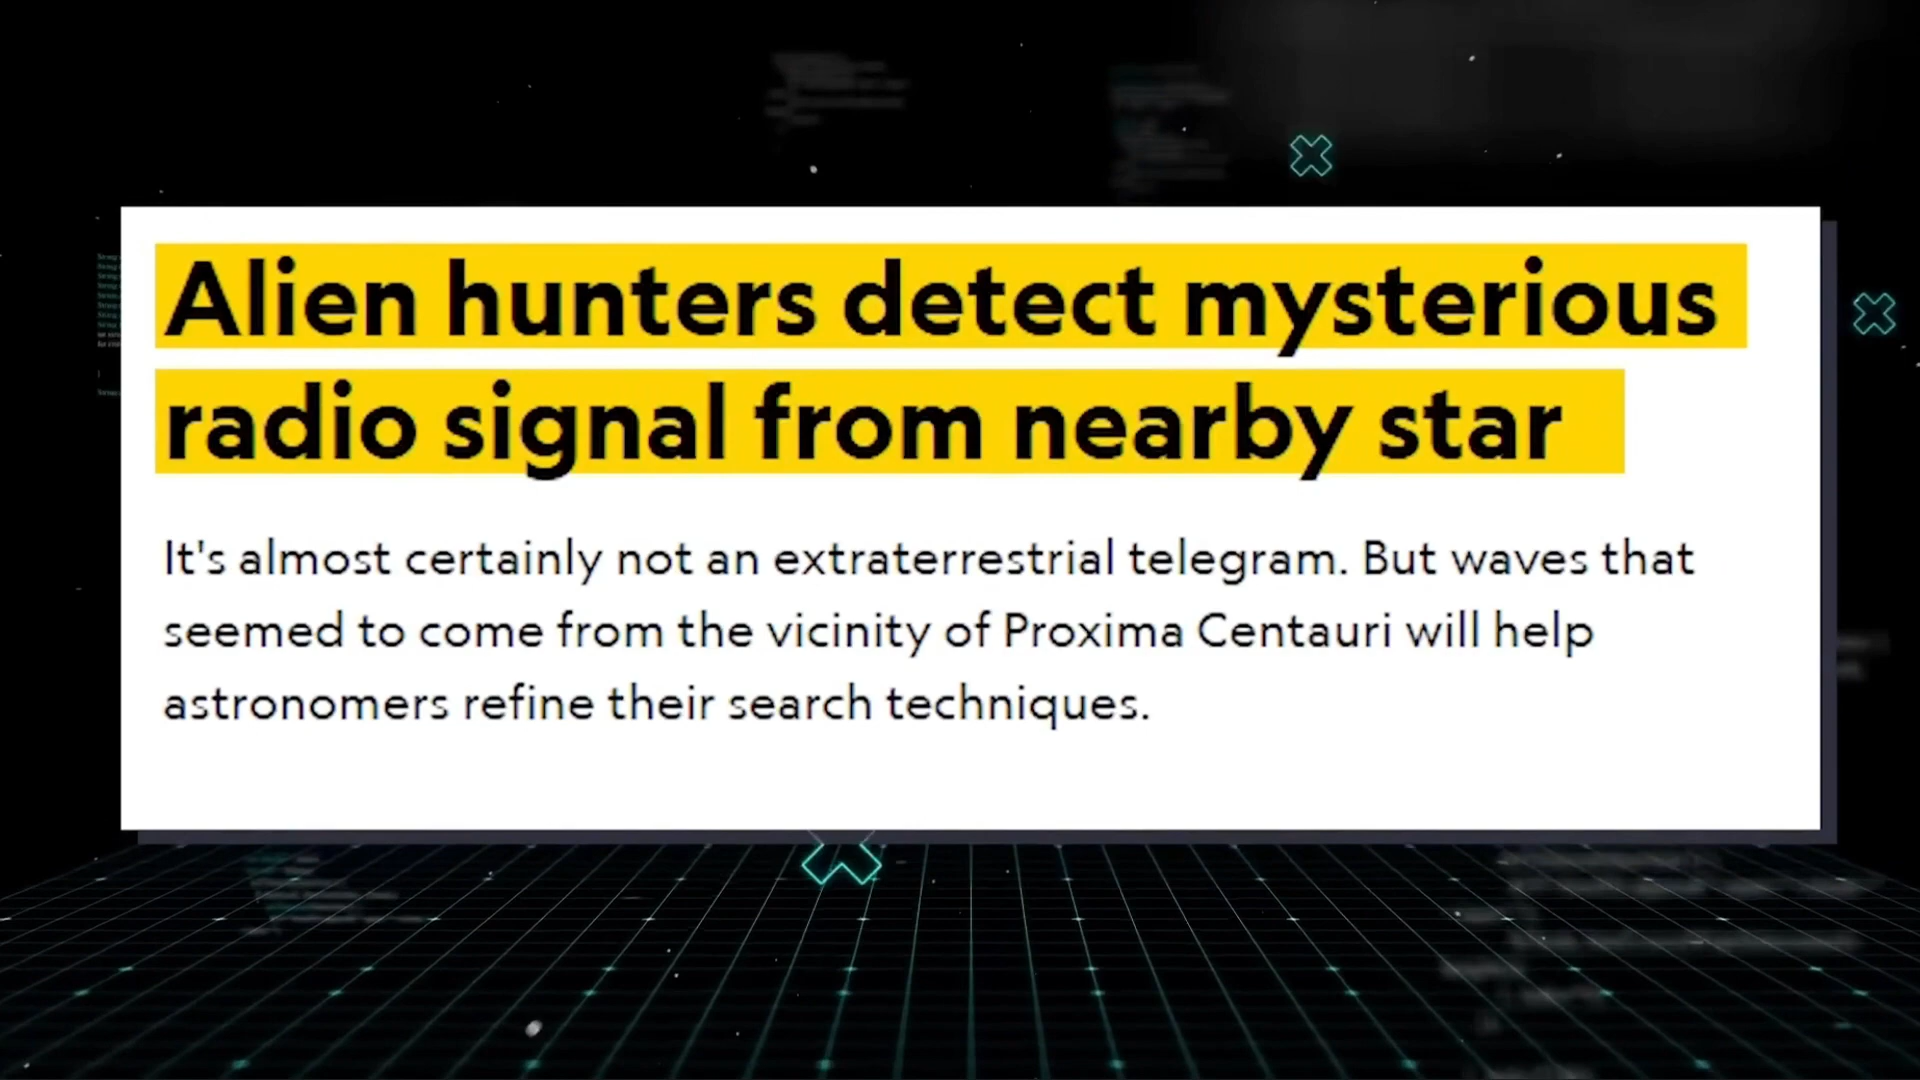 Alien hunters detect mysterious
radio signal from nearby star
It's almost certainly not an extraterrestrial telegram. But waves that
seemed to come from the vicinity of Proxima Centauri will help
astronomers refine their search techniques.